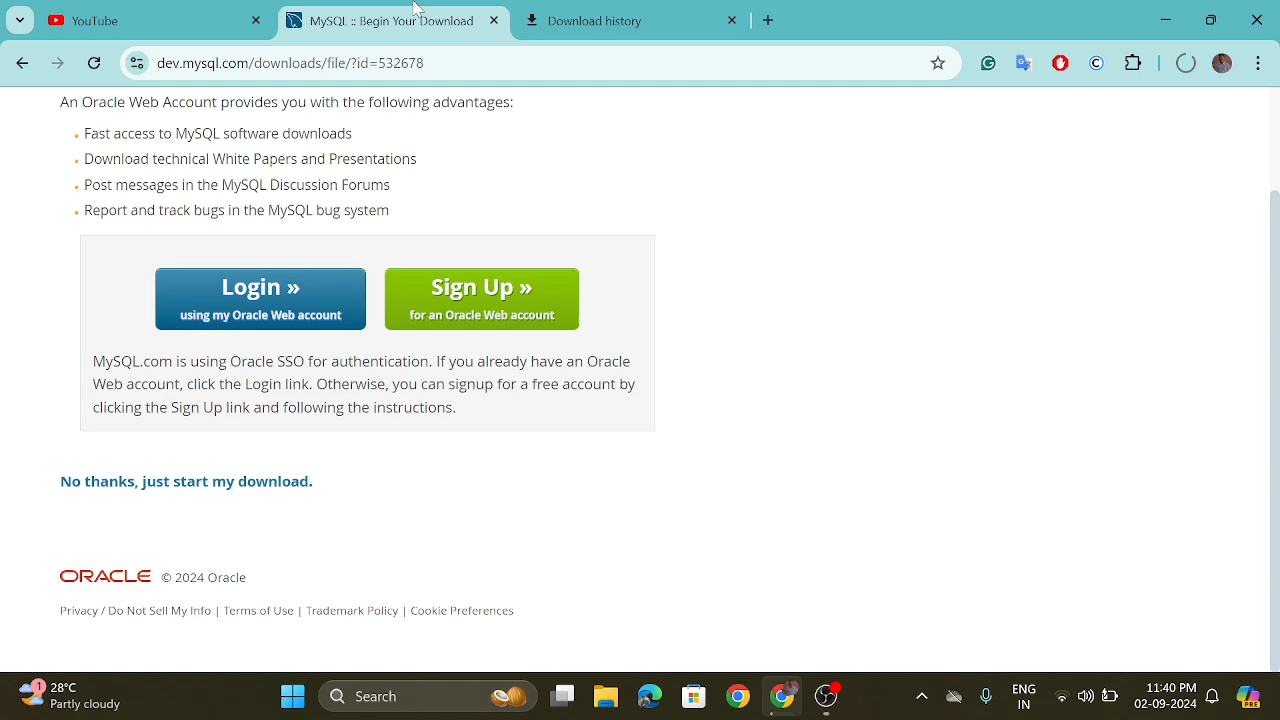 YouTube
MySQL :: Begin Your Download
Download history
dev.mysql.com/downloads/file/?id=532678
An Oracle Web Account provides you with the following advantages:
Fast access to MySQL software downloads
Download technical White Papers and Presentations
Post messages in the MySQL Discussion Forums
Report and track bugs in the MySQL bug system
Login »
using my Oracle Web account
Sign Up »
for an Oracle Web account
MySQL.com is using Oracle SSO for authentication. If you already have an Oracle
Web account, click the Login link. Otherwise, you can signup for a free account by
clicking the Sign Up link and following the instructions.
No thanks, just start my download.
ORACLE © 2024 Oracle
Privacy / Do Not Sell My Info | Terms of Use | Trademark Policy | Cookie Preferences
1
28°C
Partly cloudy
Search
ENG
IN
11:40 PM
02-09-2024
PRE